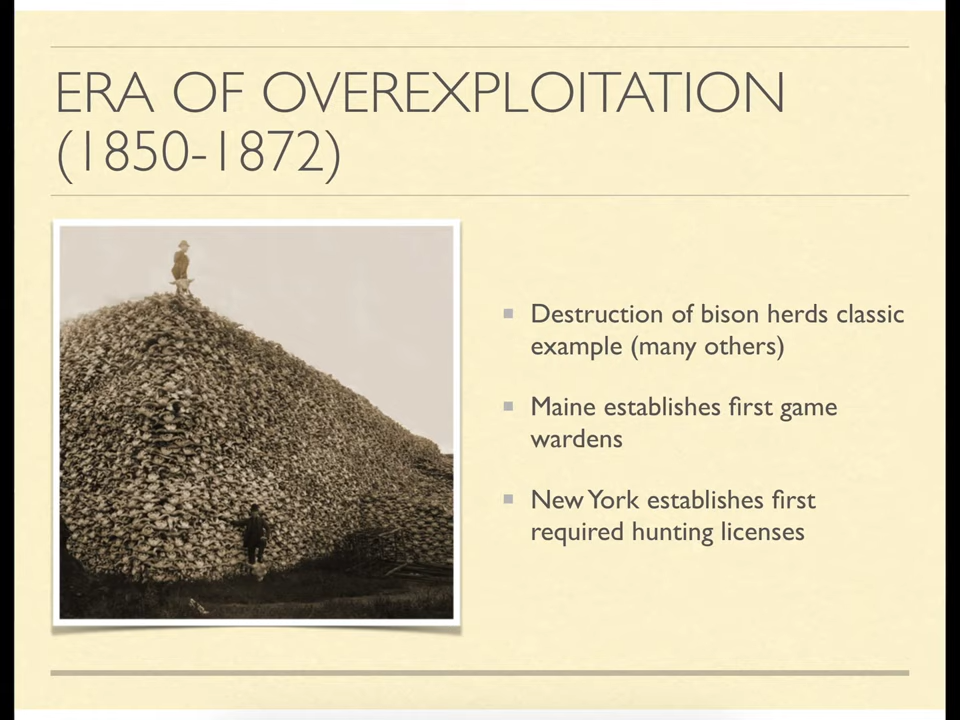 ERA OF OVEREXPLOITATION
(1850-1872)
Destruction of bison herds classic
example (many others)
Maine establishes first game
wardens
New York establishes first
required hunting licenses